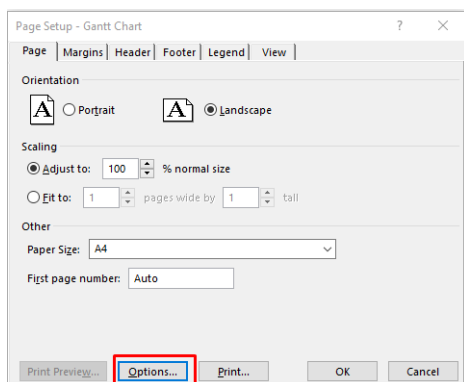 Page Setup - Gantt Chart ? ×
Page Margins Header Footer Legend View
Orientation
A Portrait A Landscape
Scaling
Adjust to: 100 % normal size
Fit to: 1 pages wide by 1 tall
Other
Paper Size: A4
First page number: Auto
Print Preview... Options... Print... OK Cancel